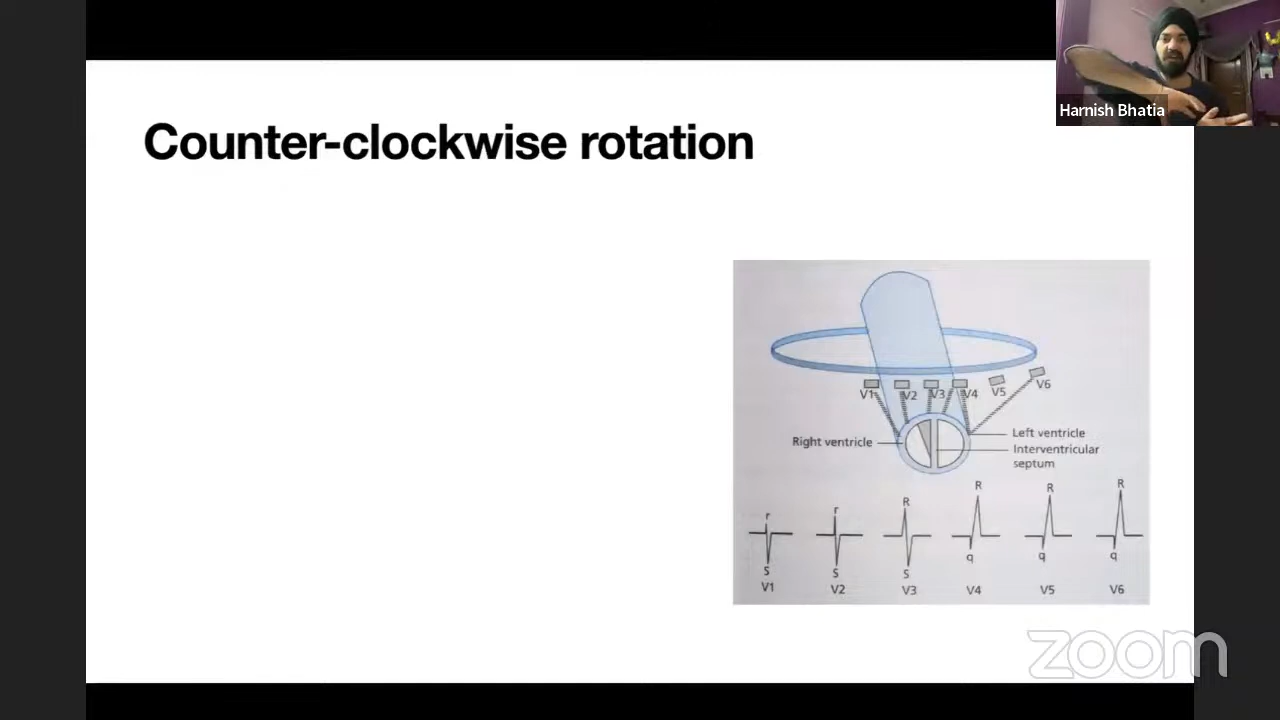 Harnish Bhatia
Counter-clockwise rotation
V1 V2 V3 V4 V5 V6
Right ventricle
Left ventricle
Interventricular
septum
r r R R R R
S S S q q q
V1 V2 V3 V4 V5 V6
zoom